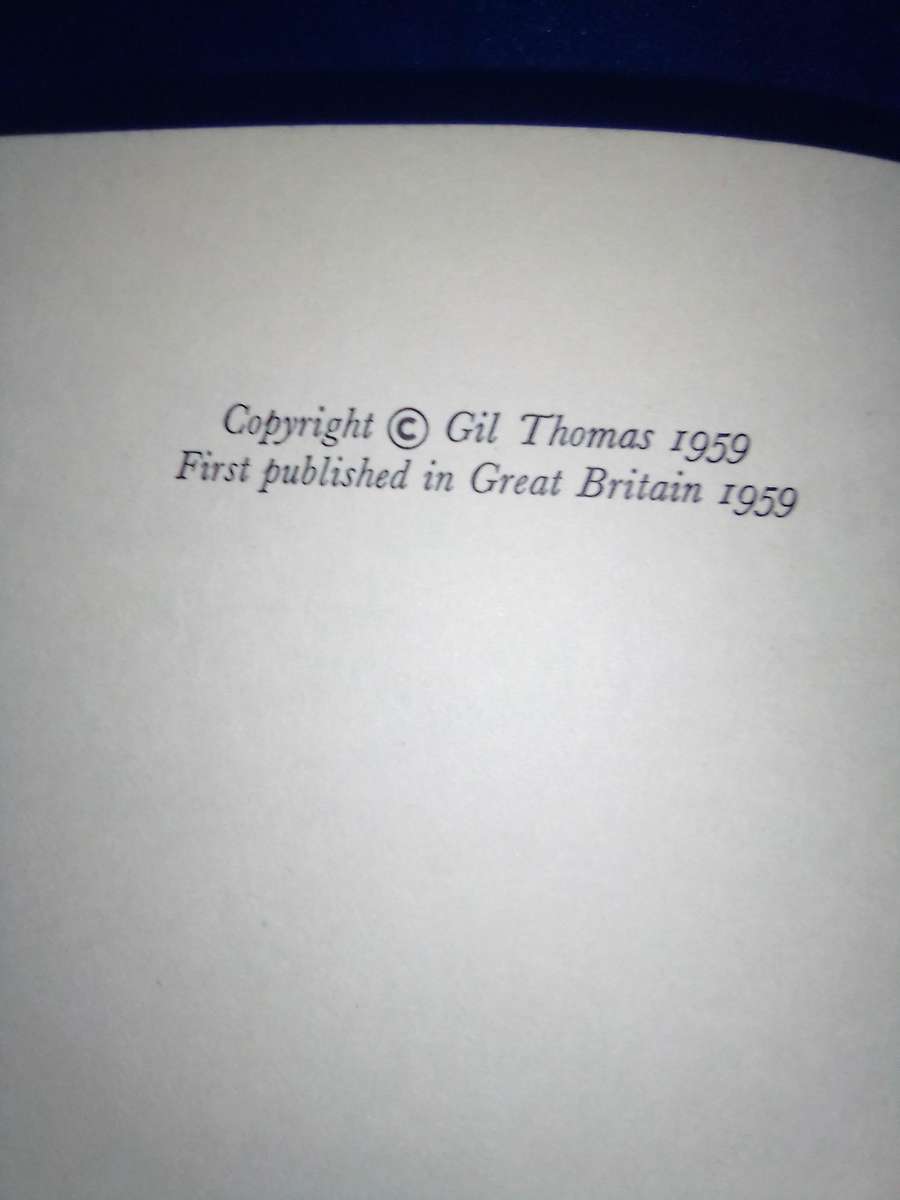 Copyright © Gil Thomas 1959
First published in Great Britain 1959